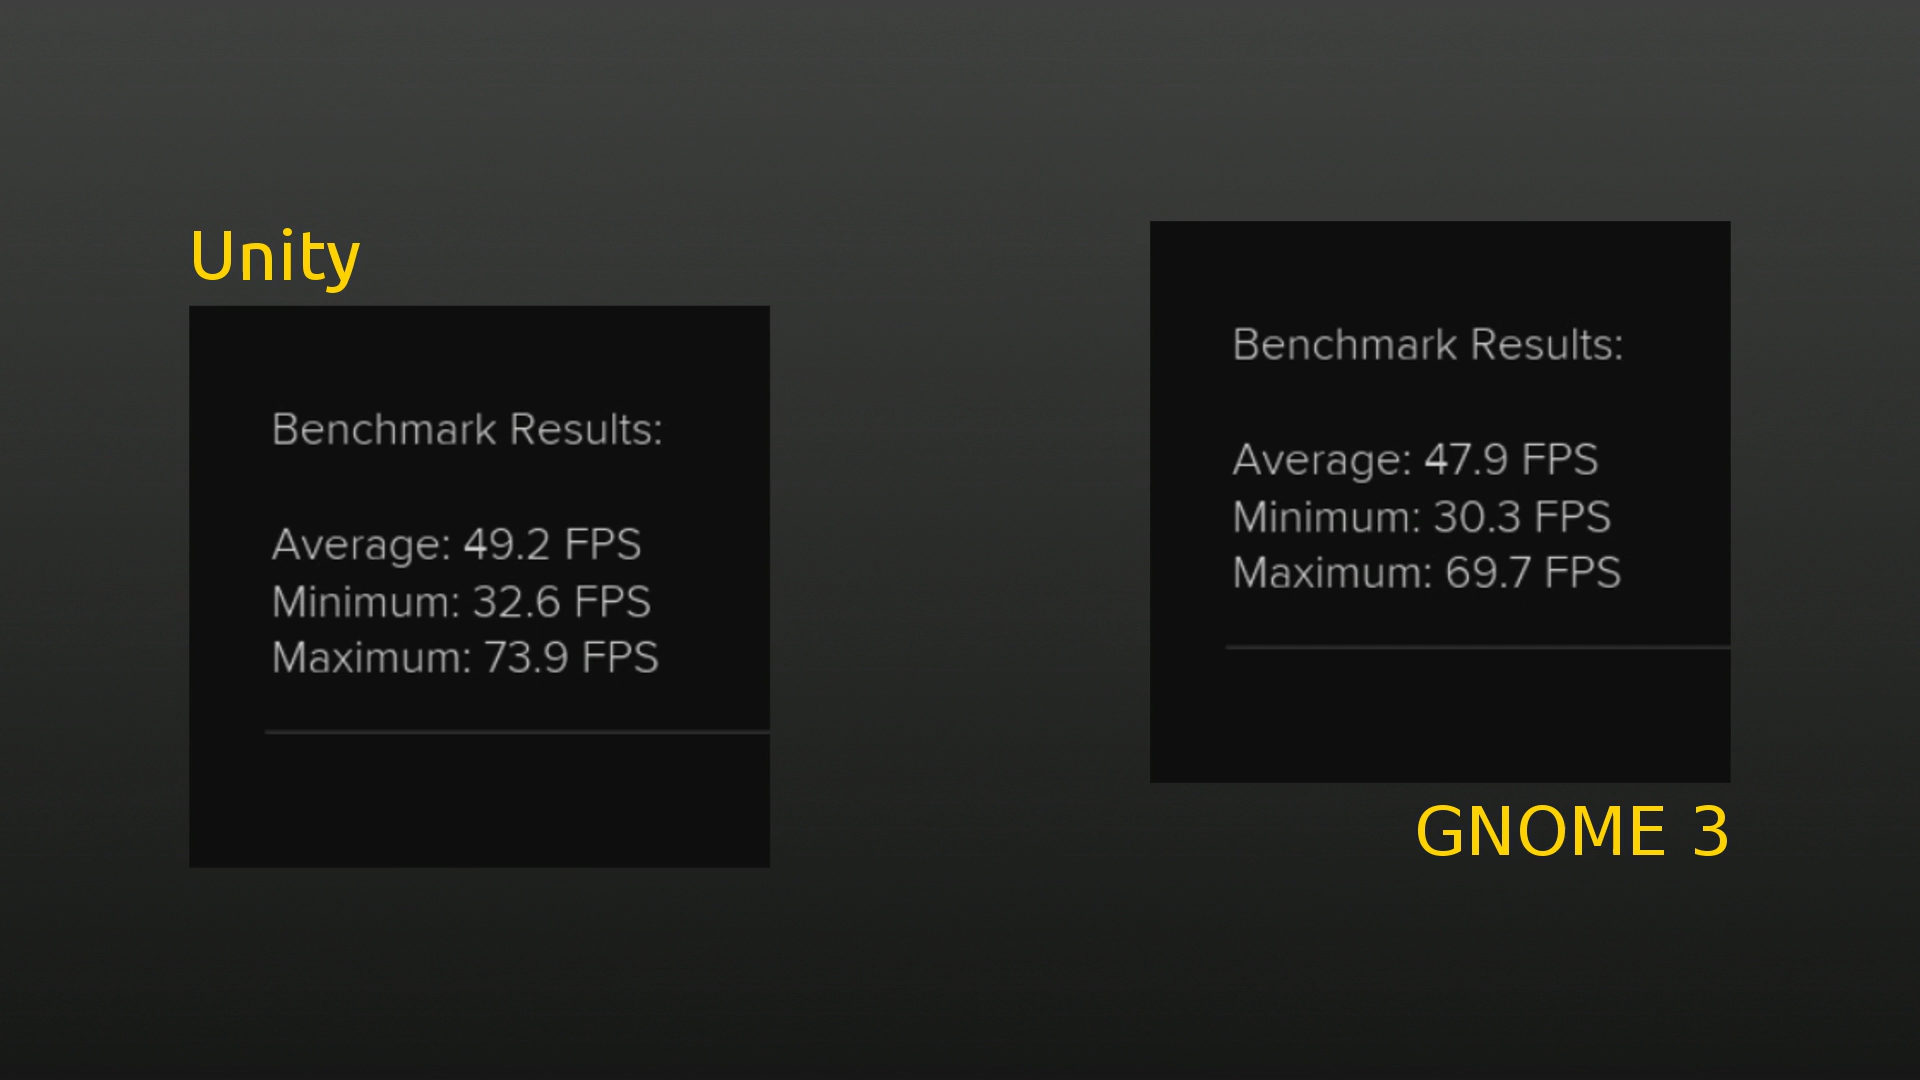 Unity
Benchmark Results:
Average: 49.2 FPS
Minimum: 32.6 FPS
Maximum: 73.9 FPS
Benchmark Results:
Average: 47.9 FPS
Minimum: 30.3 FPS
Maximum: 69.7 FPS
GNOME 3